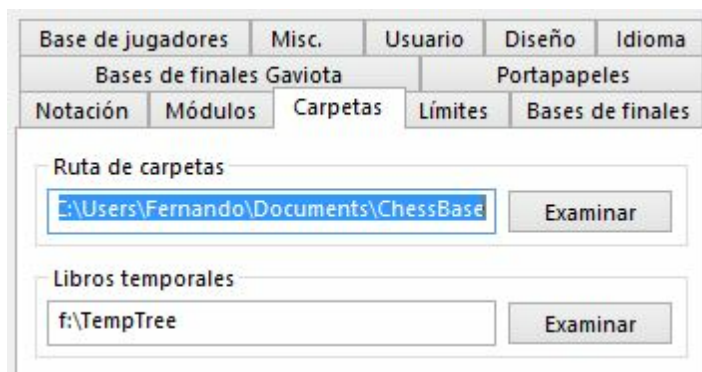 Base de jugadores Misc. Usuario Diseño Idioma
Bases de finales Gaviota Portapapeles
Notación Módulos Carpetas Límites Bases de finales
Ruta de carpetas
C:\Users\Fernando\Documents\ChessBase Examinar
Libros temporales
f:\TempTree Examinar